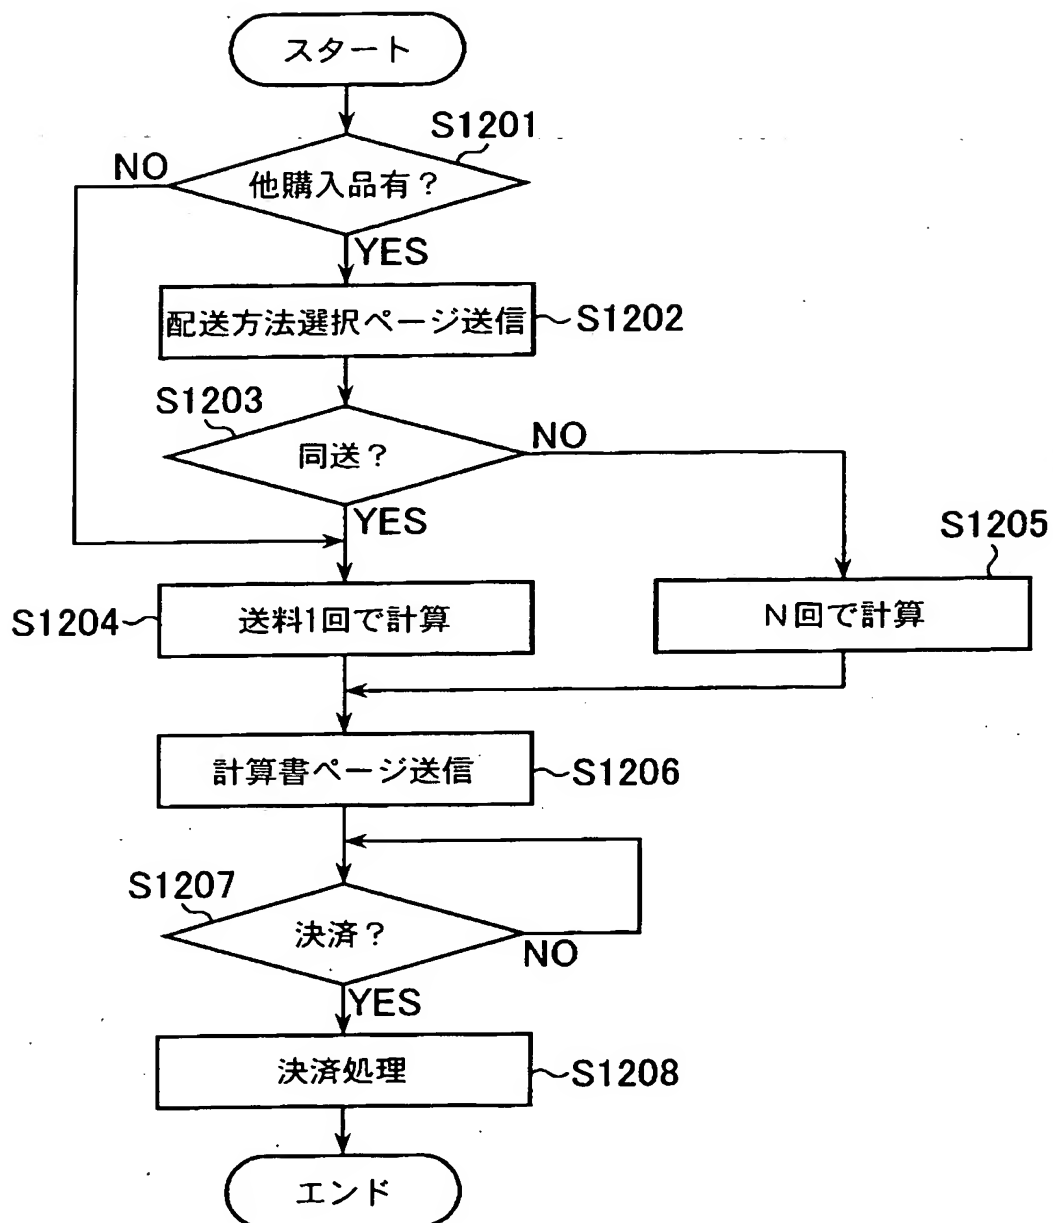 スタート
S1201
NO
他購入品有？
YES
配送方法選択ページ送信
S1202
S1203
同送？
NO
YES
S1205
S1204
送料1回で計算
N回で計算
計算書ページ送信
S1206
S1207
決済？
NO
YES
決済処理
S1208
エンド